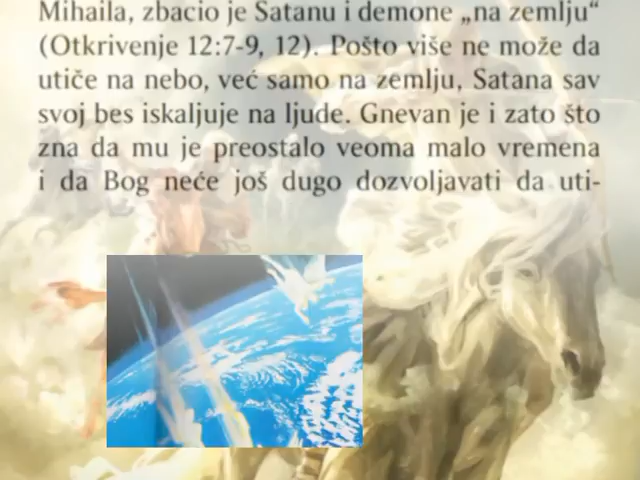 Mihaila, zbacio je Satanu i demone „na zemlju“
(Otkrivenje 12:7-9, 12). Pošto više ne može da
utiče na nebo, već samo na zemlju, Satana sav
svoj bes iskaljuje na ljude. Gnevan je i zato što
zna da mu je preostalo veoma malo vremena
i da Bog neće još dugo dozvoljavati da uti-